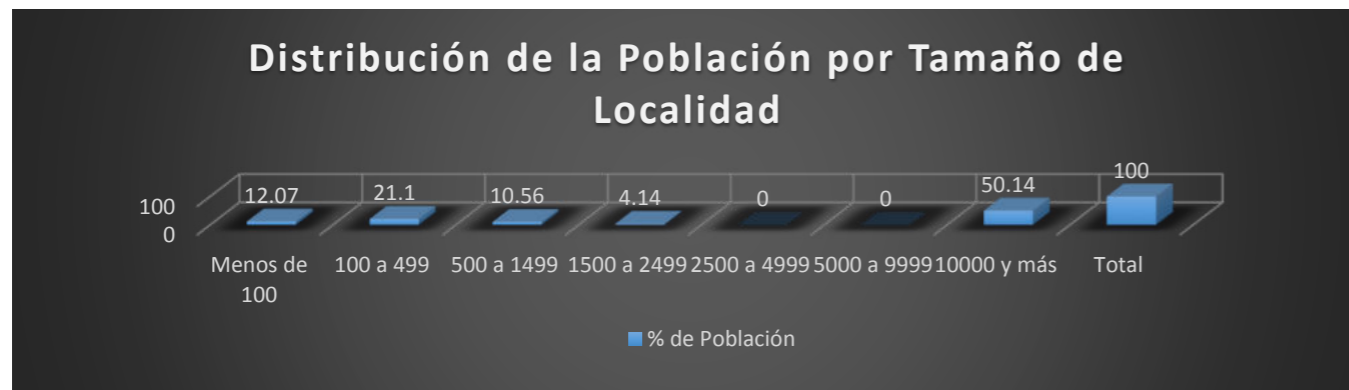 Distribución de la Población por Tamaño de
Localidad
100
0
12.07
21.1
10.56
4.14
0
0
50.14
100
Menos de
100
100 a 499
500 a 1499
1500 a 2499
2500 a 4999
5000 a 9999
10000 y más
Total
% de Población